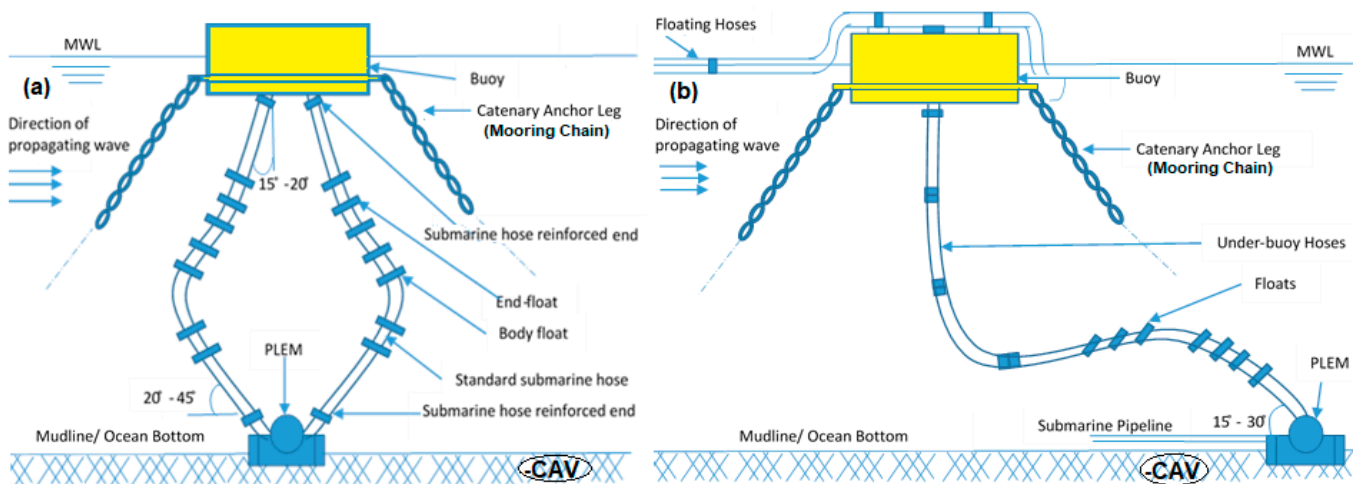 MWL
(a)
Buoy
Catenary Anchor Leg
(Mooring Chain)
Direction of
propagating wave
15° -20°
Submarine hose reinforced end
End-float
Body float
PLEM
Standard submarine hose
20° - 45°
Submarine hose reinforced end
Mudline/ Ocean Bottom
-CAV
Floating Hoses
MWL
(b)
Buoy
Direction of
propagating wave
Catenary Anchor Leg
(Mooring Chain)
Under-buoy Hoses
Floats
PLEM
15° - 30°
Submarine Pipeline
Mudline/ Ocean Bottom
-CAV